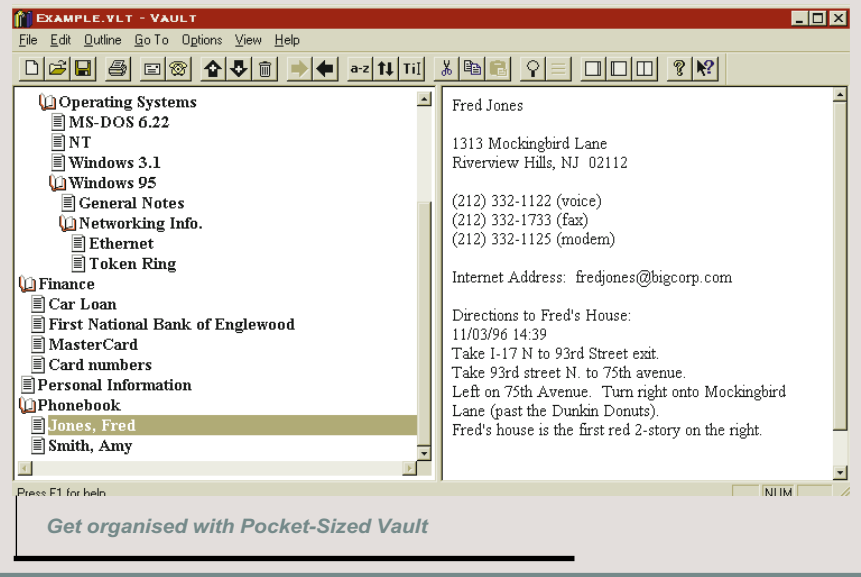 EXAMPLE.VLT - VAULT
File Edit Outline Go To Options View Help
a-z TiI
Operating Systems
MS-DOS 6.22
NT
Windows 3.1
Windows 95
General Notes
Networking Info.
Ethernet
Token Ring
Finance
Car Loan
First National Bank of Englewood
MasterCard
Card numbers
Personal Information
Phonebook
Jones, Fred
Smith, Amy
Fred Jones
1313 Mockingbird Lane
Riverview Hills, NJ 02112
(212) 332-1122 (voice)
(212) 332-1733 (fax)
(212) 332-1125 (modem)
Internet Address: fredjones@bigcorp.com
Directions to Fred's House:
11/03/96 14:39
Take I-17 N to 93rd Street exit.
Take 93rd street N. to 75th avenue.
Left on 75th Avenue. Turn right onto Mockingbird
Lane (past the Dunkin Donuts).
Fred's house is the first red 2-story on the right.
Press F1 for help
NUM
Get organised with Pocket-Sized Vault